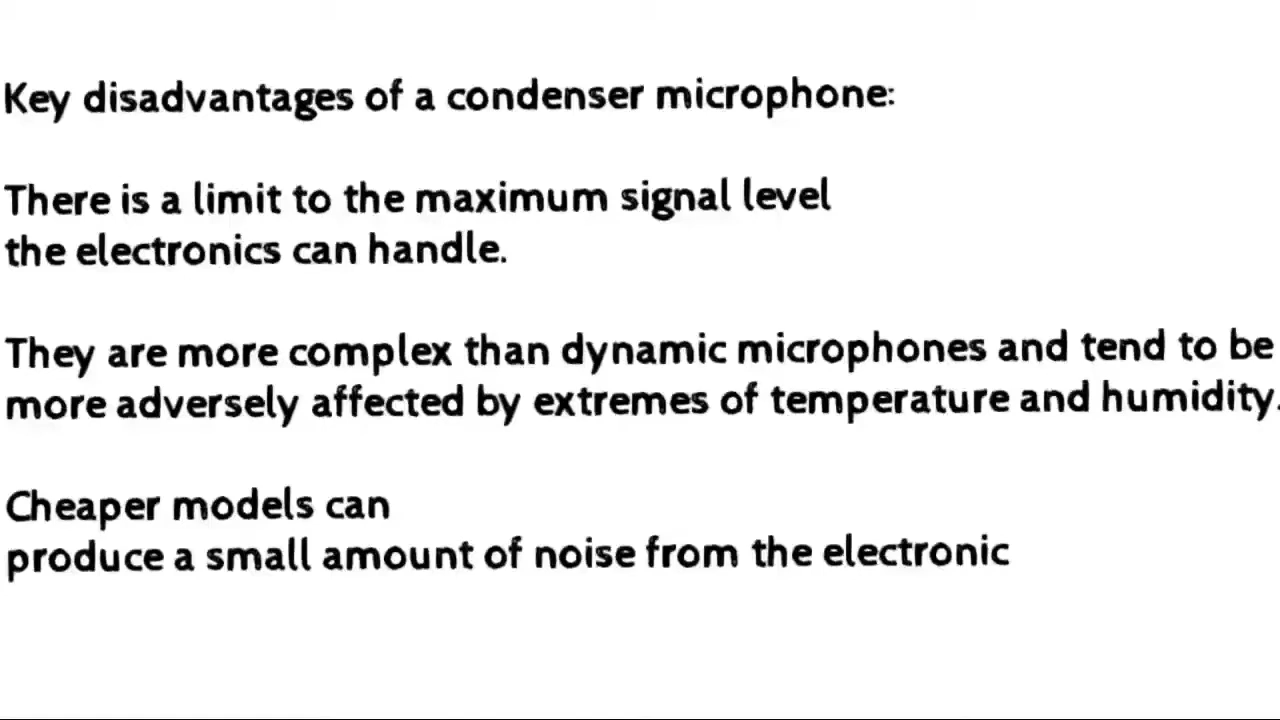 Key disadvantages of a condenser microphone:
There is a limit to the maximum signal level
the electronics can handle.
They are more complex than dynamic microphones and tend to be
more adversely affected by extremes of temperature and humidity.
Cheaper models can
produce a small amount of noise from the electronic